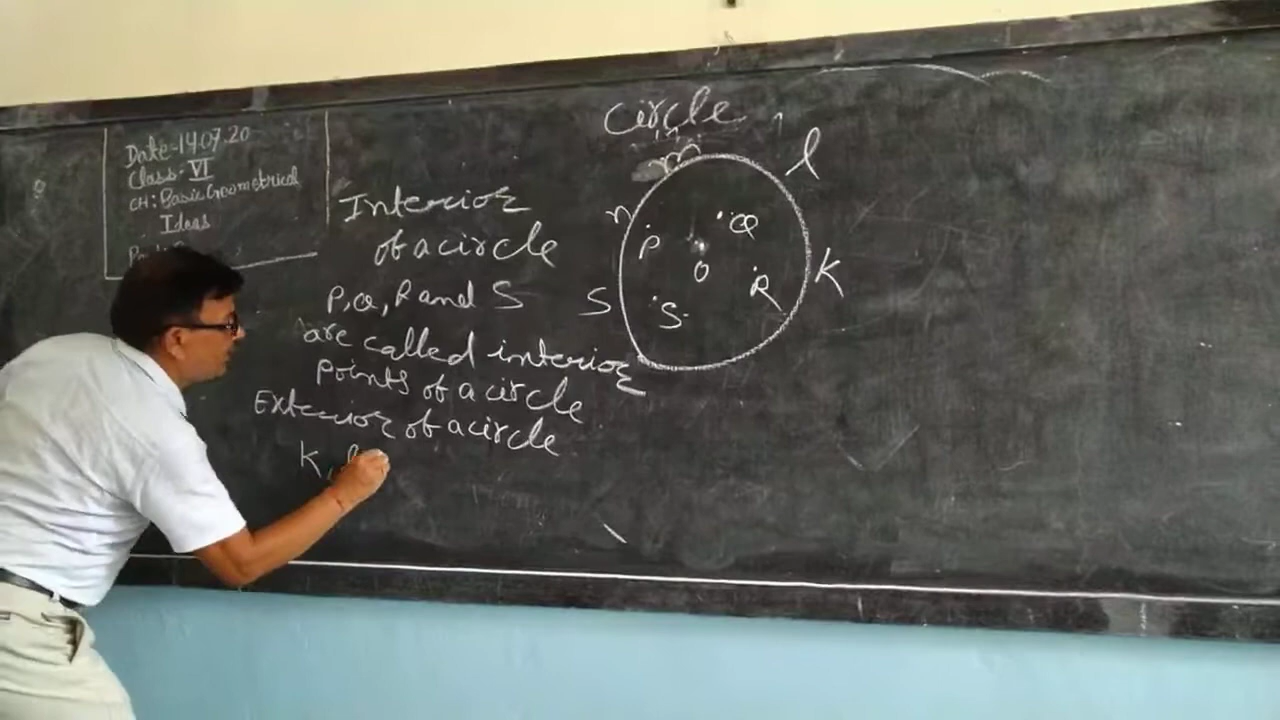 Date-14.07.20
Class: VI
CH: Basic Geometrical
Ideas
Interior
of a circle
P, Q, R and S
are called interior
points of a circle
Exterior of a circle
K, l
circle
m
l
n
P
Q
O
K
R
S
S